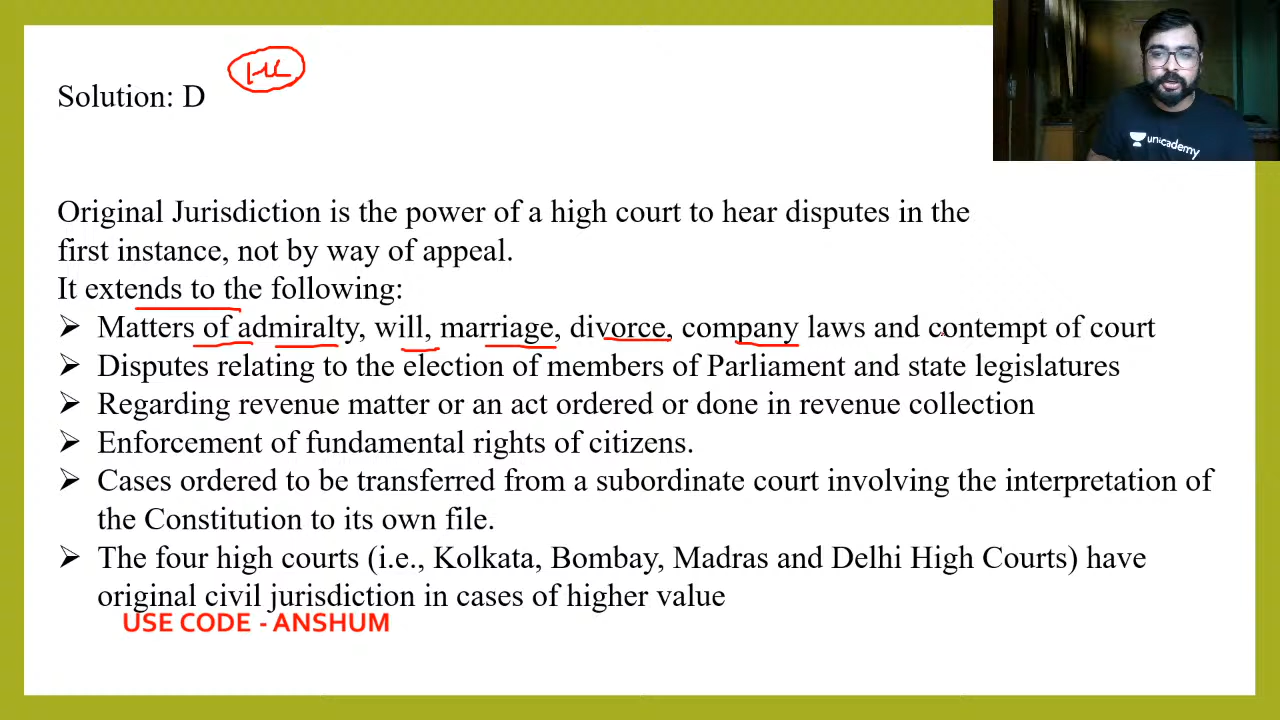 HC
Solution: D
unacademy
Original Jurisdiction is the power of a high court to hear disputes in the
first instance, not by way of appeal.
It extends to the following:
➢ Matters of admiralty, will, marriage, divorce, company laws and contempt of court
➢ Disputes relating to the election of members of Parliament and state legislatures
➢ Regarding revenue matter or an act ordered or done in revenue collection
➢ Enforcement of fundamental rights of citizens.
➢ Cases ordered to be transferred from a subordinate court involving the interpretation of
the Constitution to its own file.
➢ The four high courts (i.e., Kolkata, Bombay, Madras and Delhi High Courts) have
original civil jurisdiction in cases of higher value
USE CODE - ANSHUM